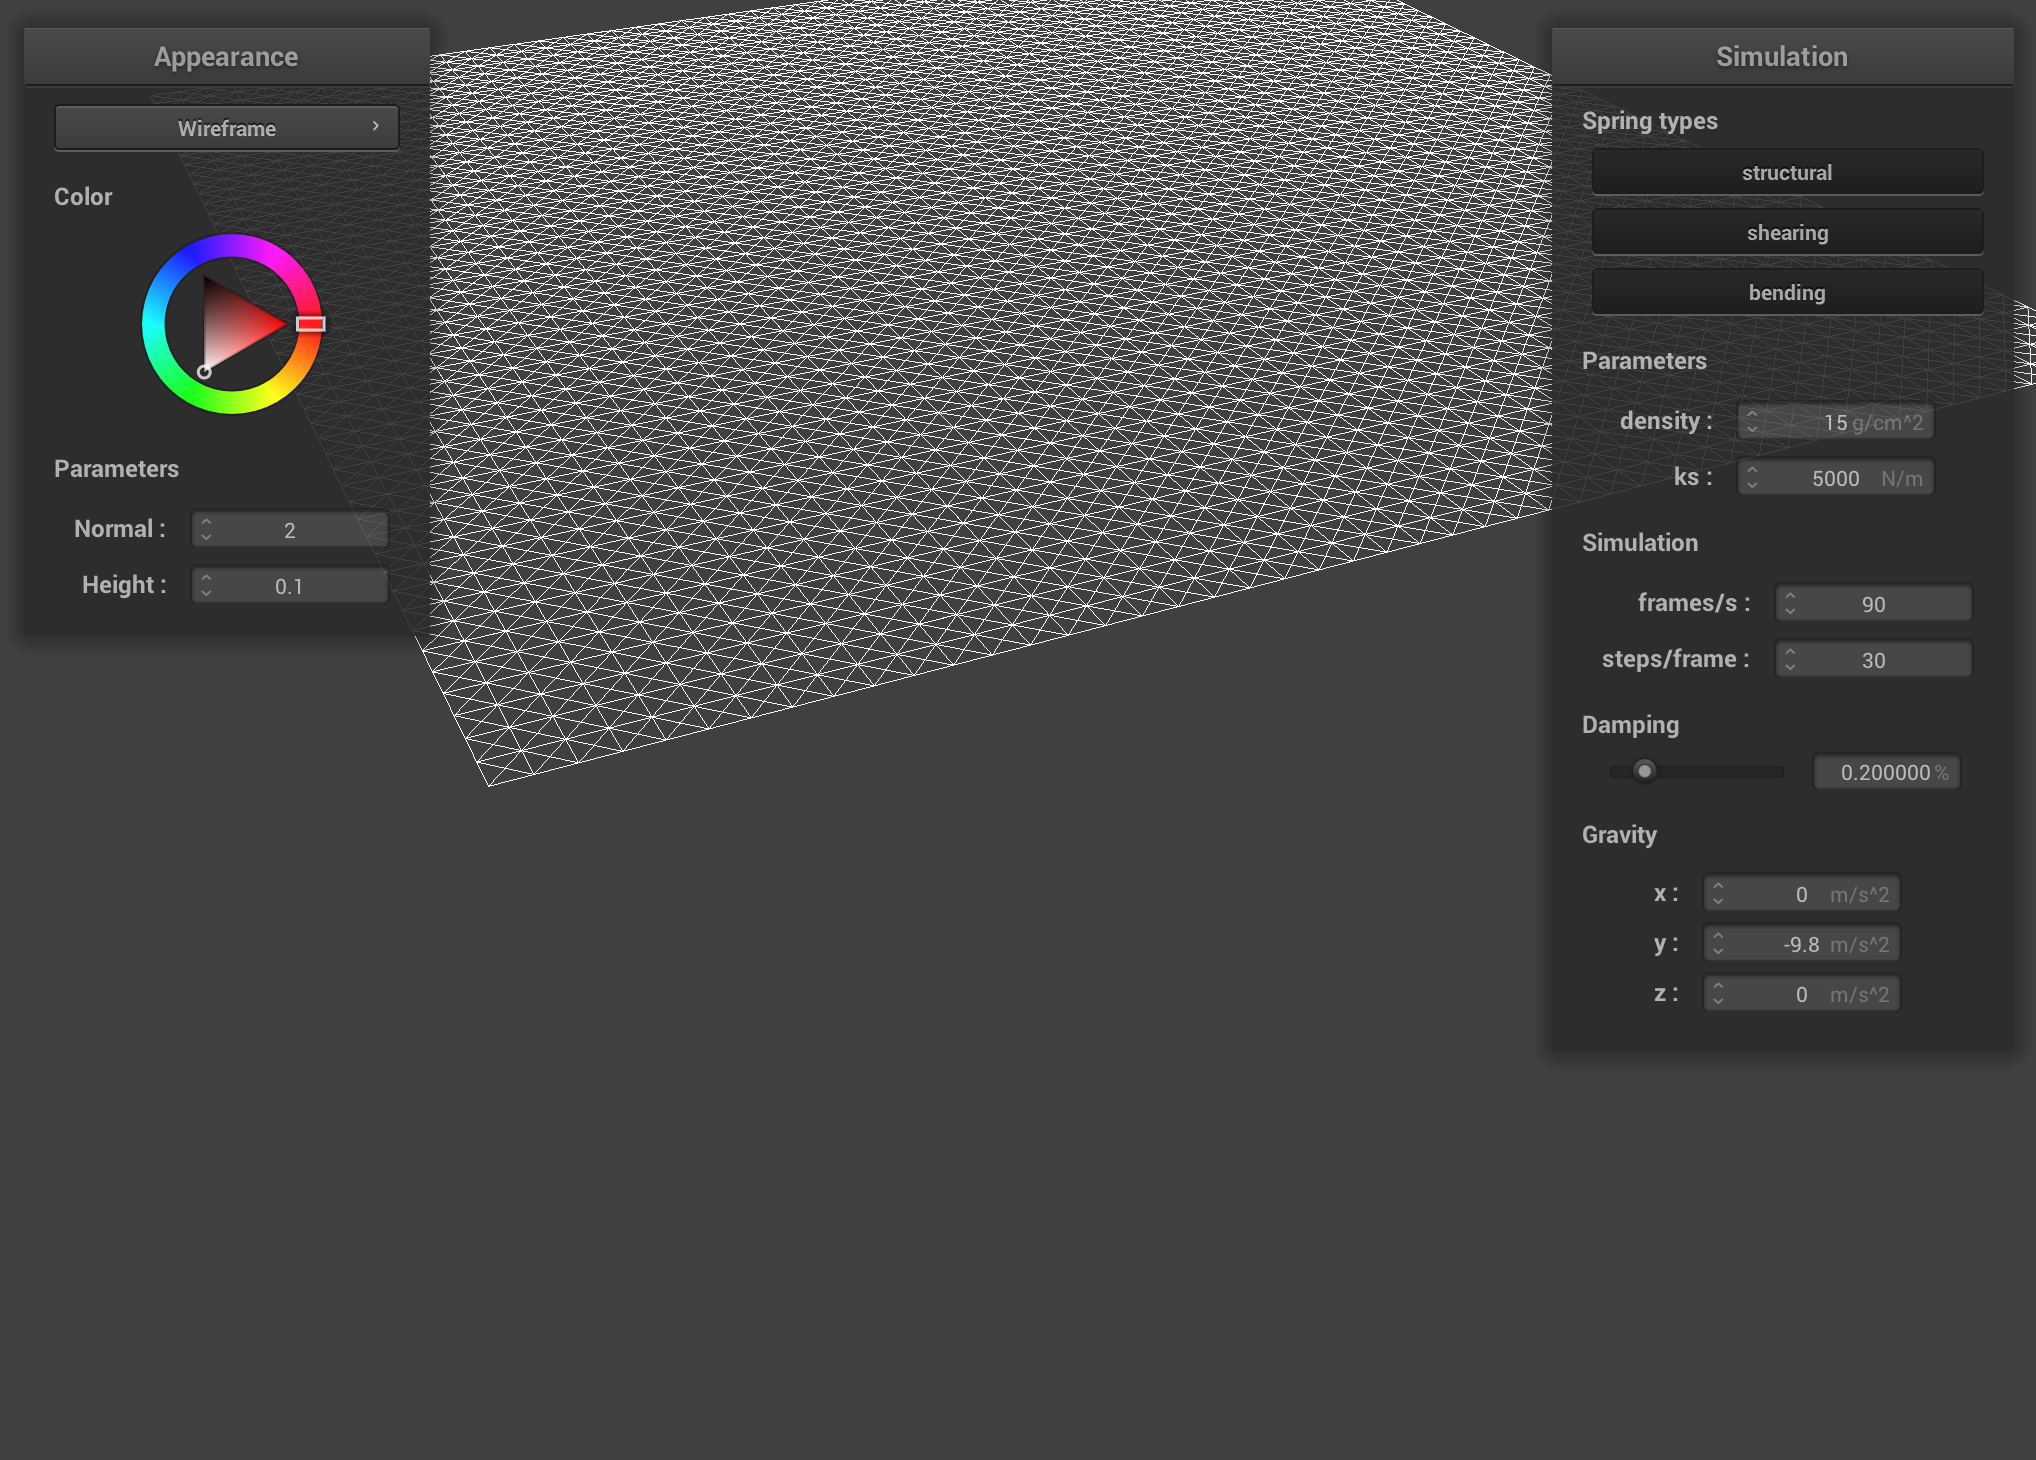 Appearance
Wireframe
Color
Parameters
Normal : 2
Height : 0.1
Simulation
Spring types
structural
shearing
bending
Parameters
density : 15 g/cm^2
ks : 5000 N/m
Simulation
frames/s : 90
steps/frame : 30
Damping
0.200000 %
Gravity
x : 0 m/s^2
y : -9.8 m/s^2
z : 0 m/s^2